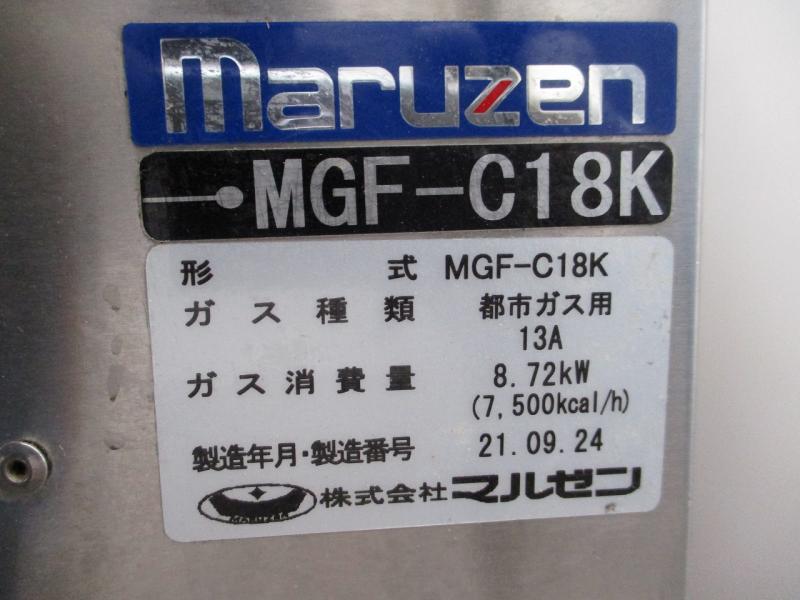 maruzen
MGF-C18K
形 式 MGF-C18K
ガス種類 都市ガス用
13A
ガス消費量 8.72kW
(7,500kcal/h)
製造年月・製造番号 21.09.24
MARUZEN 株式会社マルゼン